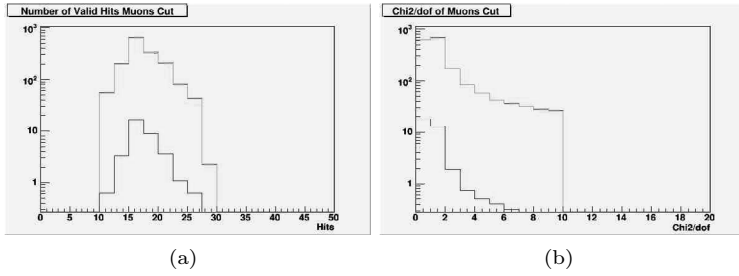 Number of Valid Hits Muons Cut
10³
10²
10
1
0 5 10 15 20 25 30 35 40 45 50
Hits
(a)
Chi2/dof of Muons Cut
10³
10²
10
1
0 2 4 6 8 10 12 14 16 18 20
Chi2/dof
(b)